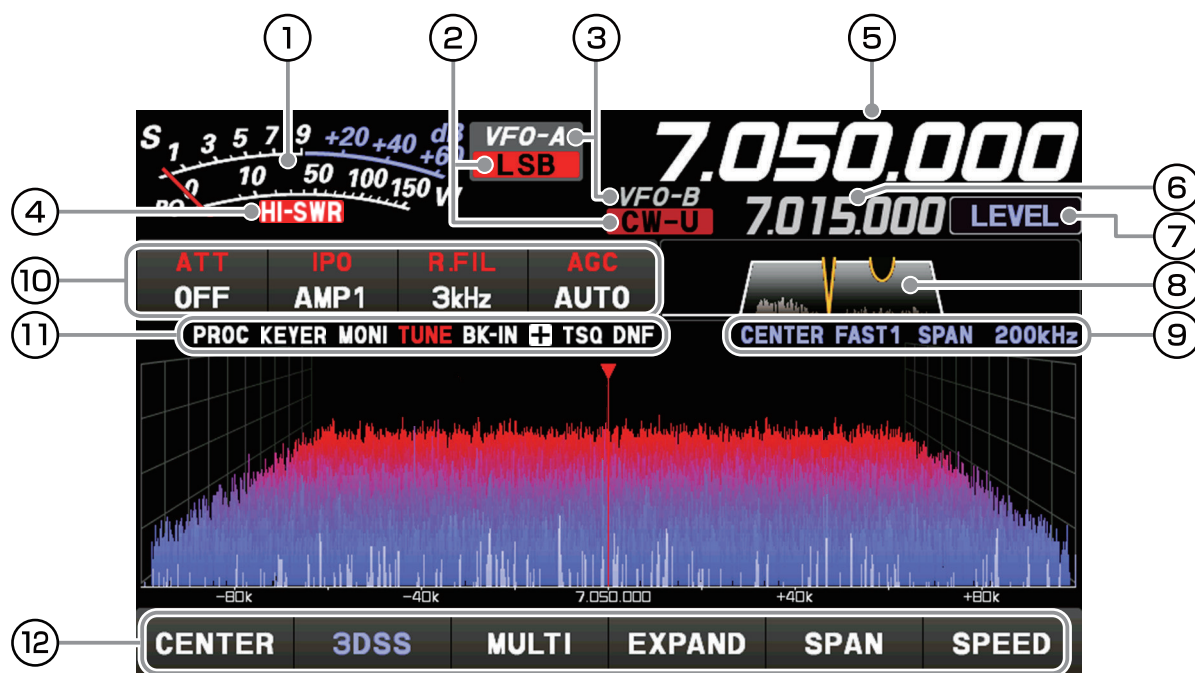 1 2 3 5
S 1 3 5 7 9 +20 +40 +60 dB
PO 0 10 50 100 150 W
VFO-A
LSB
7.050.000
4 HI-SWR
VFO-B
CW-U
7.015.000
6
LEVEL
7
10
ATT IPO R.FIL AGC
OFF AMP1 3kHz AUTO
8
11 PROC KEYER MONI TUNE BK-IN + TSQ DNF
CENTER FAST1 SPAN 200kHz 9
-80k -40k 7.050.000 +40k +80k
12 CENTER 3DSS MULTI EXPAND SPAN SPEED